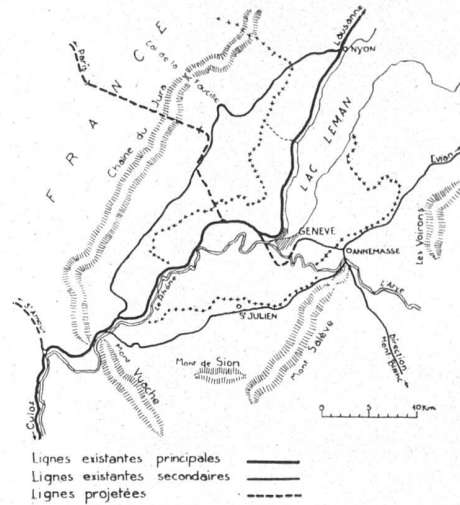 Lausanne
NYON
Paris
FRANCE
Col de la Faucille
Chaîne du Jura
LAC LEMAN
Evian
GENEVE
ANNEMASSE
Les Voirons
L'Arve
Le Rhône
St JULIEN
Mont de Sion
Mont Salève
Mont Vuache
Direction
Mont Blanc
Culoz
0 5 10 Km.
Lignes existantes principales
Lignes existantes secondaires
Lignes projetées